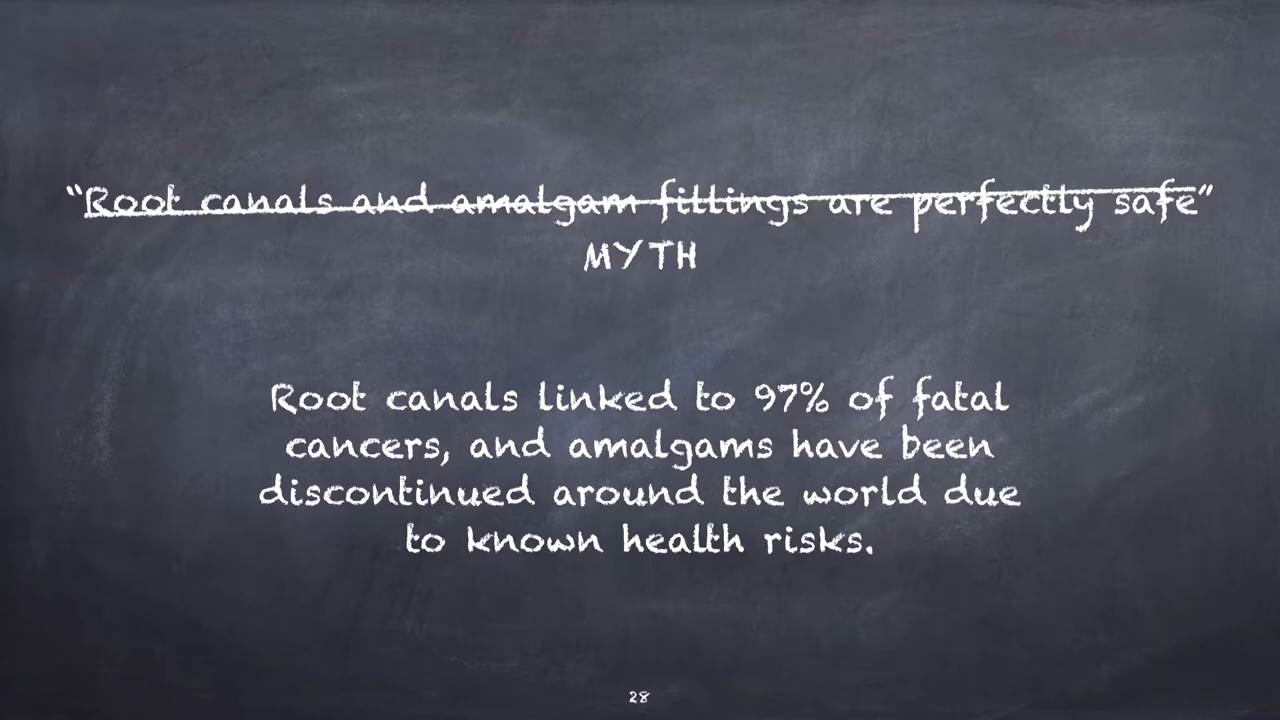 “Root canals and amalgam fillings are perfectly safe”
MYTH
Root canals linked to 97% of fatal
cancers, and amalgams have been
discontinued around the world due
to known health risks.
28